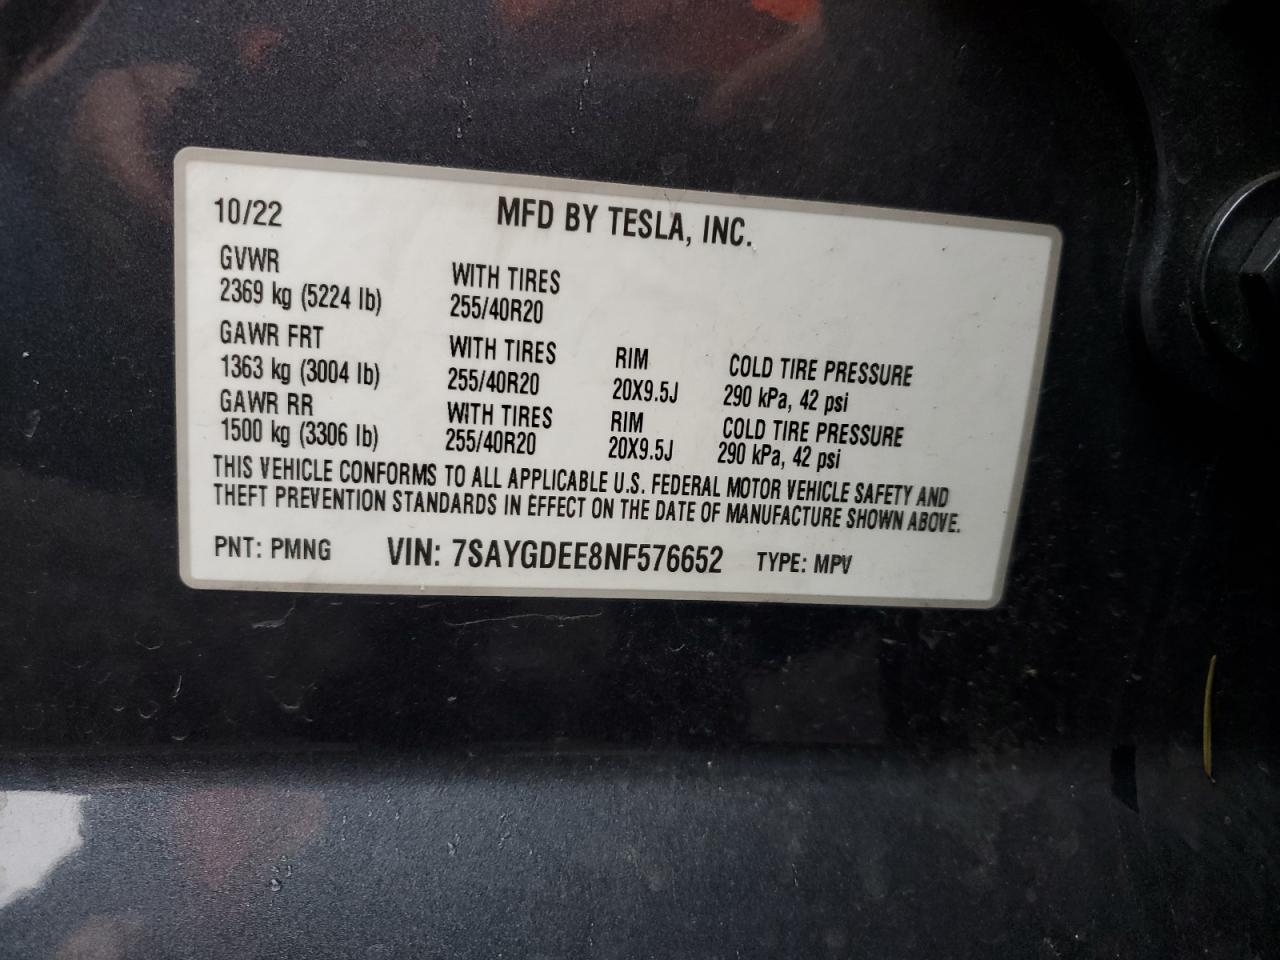 10/22 MFD BY TESLA, INC.
GVWR WITH TIRES
2369 kg (5224 lb) 255/40R20
GAWR FRT WITH TIRES RIM COLD TIRE PRESSURE
1363 kg (3004 lb) 255/40R20 20X9.5J 290 kPa, 42 psi
GAWR RR WITH TIRES RIM COLD TIRE PRESSURE
1500 kg (3306 lb) 255/40R20 20X9.5J 290 kPa, 42 psi
THIS VEHICLE CONFORMS TO ALL APPLICABLE U.S. FEDERAL MOTOR VEHICLE SAFETY AND
THEFT PREVENTION STANDARDS IN EFFECT ON THE DATE OF MANUFACTURE SHOWN ABOVE.
PNT: PMNG VIN: 7SAYGDEE8NF576652 TYPE: MPV